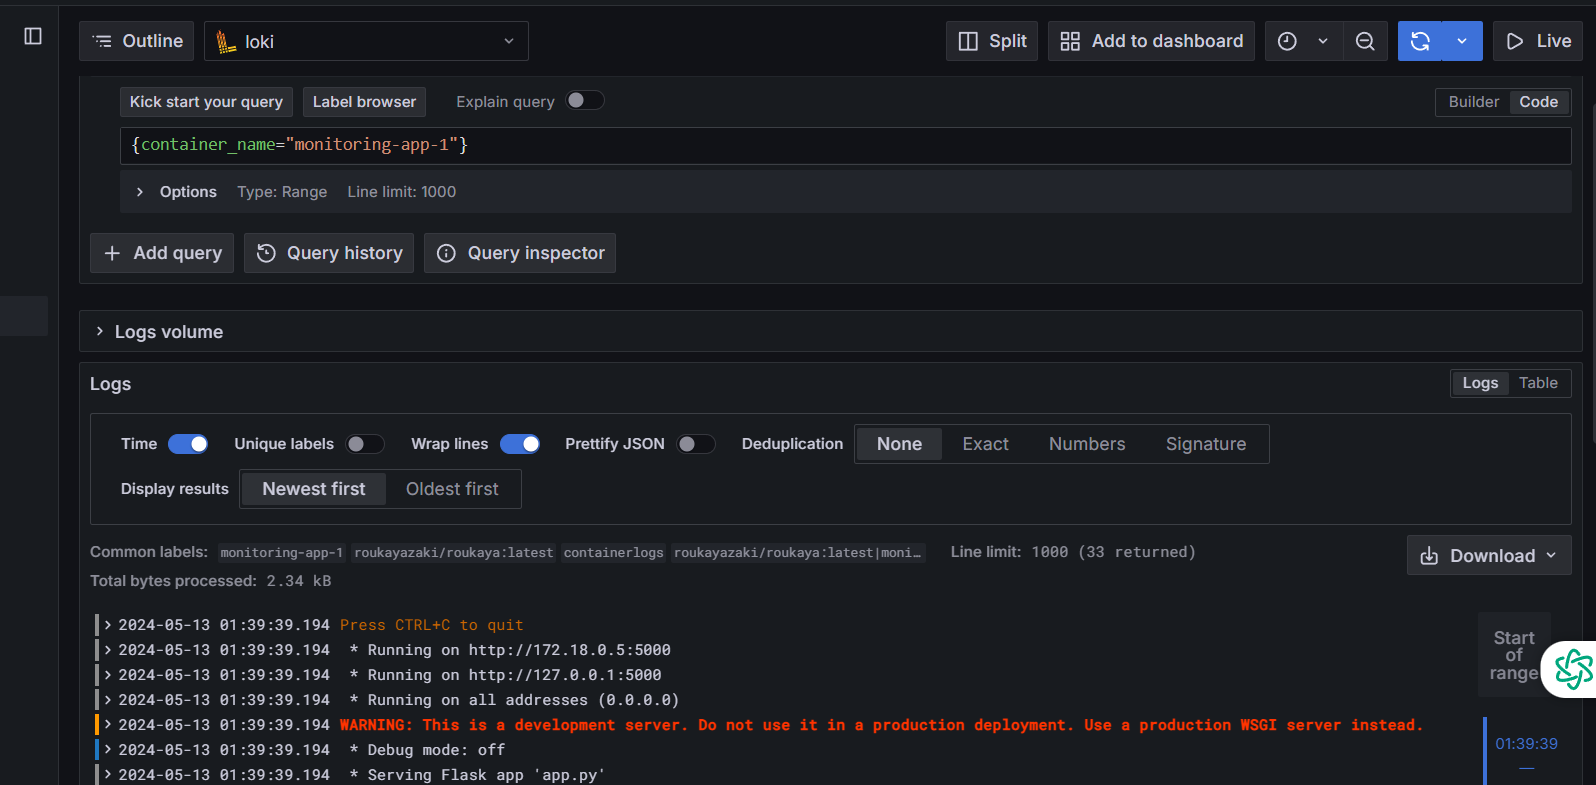 Outline loki Split Add to dashboard Live
Kick start your query Label browser Explain query Builder Code
{container_name="monitoring-app-1"}
Options Type: Range Line limit: 1000
Add query Query history Query inspector
Logs volume
Logs Logs Table
Time Unique labels Wrap lines Prettify JSON Deduplication None Exact Numbers Signature
Display results Newest first Oldest first
Common labels: monitoring-app-1 roukayazaki/roukaya:latest containerlogs roukayazaki/roukaya:latest|moni… Line limit: 1000 (33 returned) Download
Total bytes processed: 2.34 kB
2024-05-13 01:39:39.194 Press CTRL+C to quit
2024-05-13 01:39:39.194 * Running on http://172.18.0.5:5000
2024-05-13 01:39:39.194 * Running on http://127.0.0.1:5000
2024-05-13 01:39:39.194 * Running on all addresses (0.0.0.0)
2024-05-13 01:39:39.194 WARNING: This is a development server. Do not use it in a production deployment. Use a production WSGI server instead.
2024-05-13 01:39:39.194 * Debug mode: off
2024-05-13 01:39:39.194 * Serving Flask app 'app.py'
Start
of
range
01:39:39
—